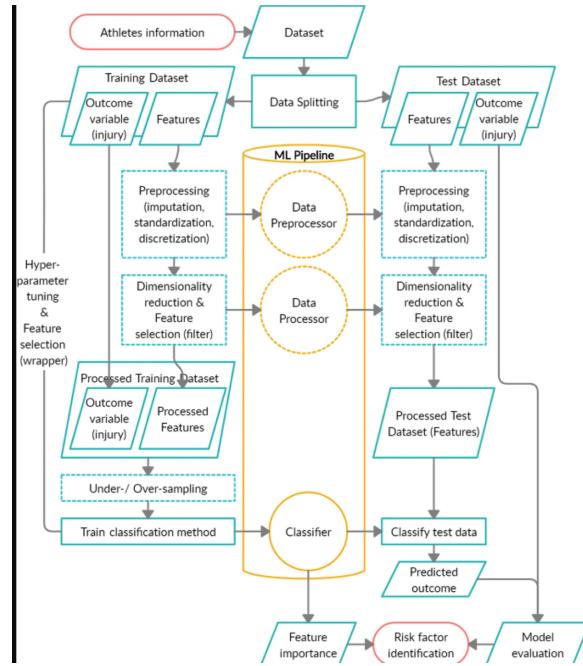 Athletes information
Dataset
Training Dataset
Test Dataset
Outcome
variable
(injury)
Features
Data Splitting
Features
Outcome
variable
(injury)
ML Pipeline
Preprocessing
(imputation,
standardization,
discretization)
Data
Preprocessor
Preprocessing
(imputation,
standardization,
discretization)
Hyper-
parameter
tuning
&
Feature
selection
(wrapper)
Dimensionality
reduction &
Feature
selection (filter)
Data
Processor
Dimensionality
reduction &
Feature
selection (filter)
Processed Training Dataset
Outcome
variable
(injury)
Processed
Features
Processed Test
Dataset (Features)
Under-/ Over-sampling
Train classification method
Classifier
Classify test data
Predicted
outcome
Feature
importance
Risk factor
identification
Model
evaluation